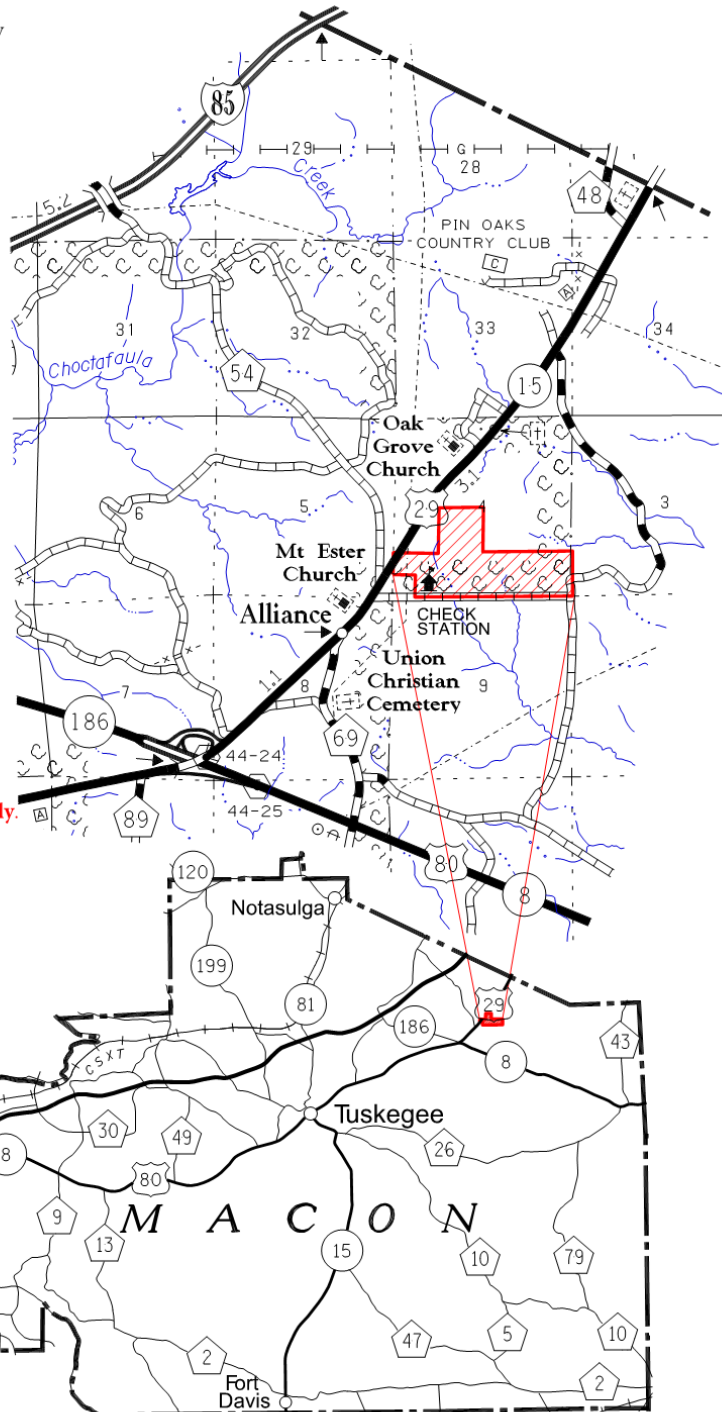 y
85
29
G
28
Creek
48
5.2
PIN OAKS
COUNTRY CLUB
C
A
31
32
33
34
Choctafaula
54
15
Oak
Grove
Church
3.1
29
6
5
4
3
Mt Ester
Church
Alliance
CHECK
STATION
Union
Christian
Cemetery
1.1
7
8
9
186
69
44-24
44-25
ly.
A
89
80
8
120
Notasulga
199
81
29
186
43
CSXT
8
Tuskegee
30
49
26
8
80
9
M A C O N
13
15
10
79
47
5
10
2
2
Fort
Davis